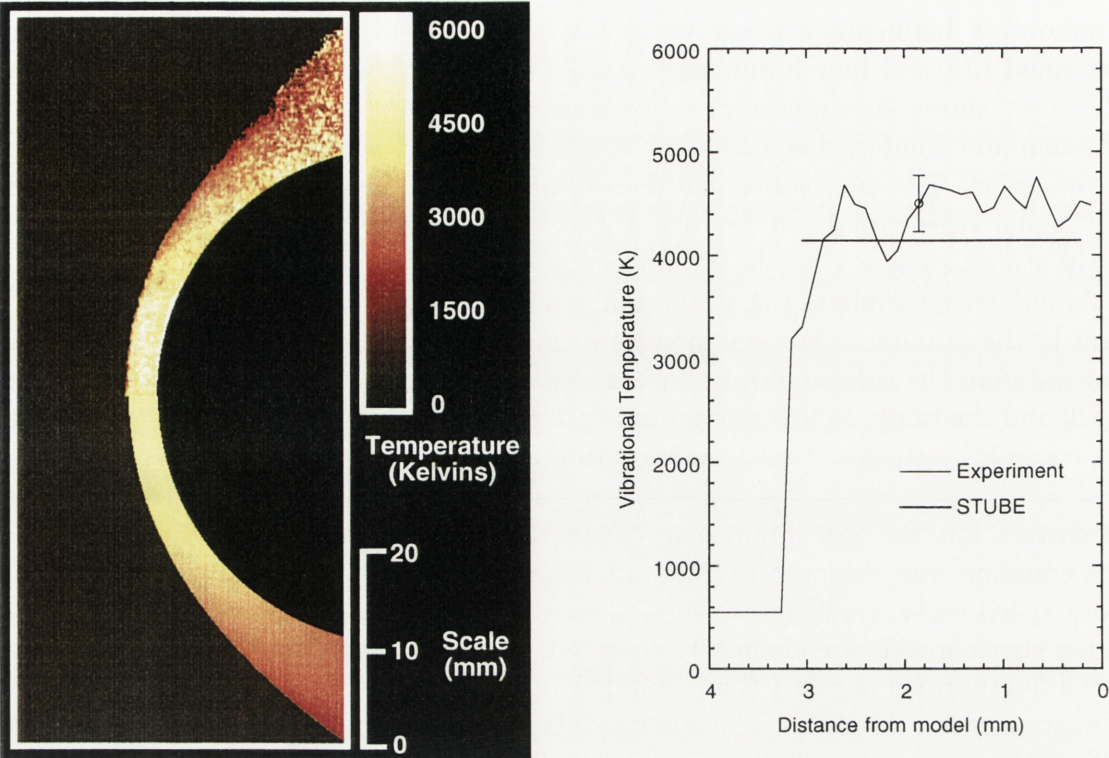 6000
4500
3000
1500
0
Temperature
(Kelvins)
20
10
Scale
(mm)
0
6000
5000
4000
3000
2000
1000
0
Vibrational Temperature (K)
Experiment
STUBE
4
3
2
1
0
Distance from model (mm)